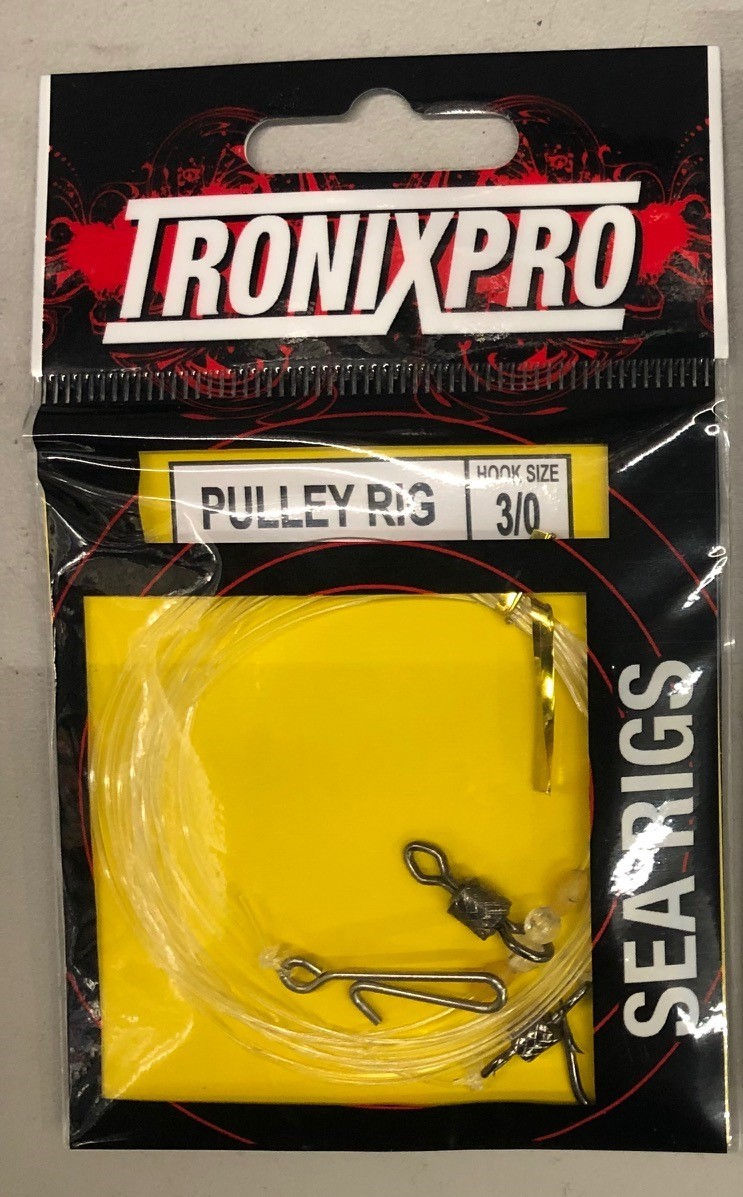 TRONIXPRO
PULLEY RIG
HOOK SIZE
3/0
SEA RIGS